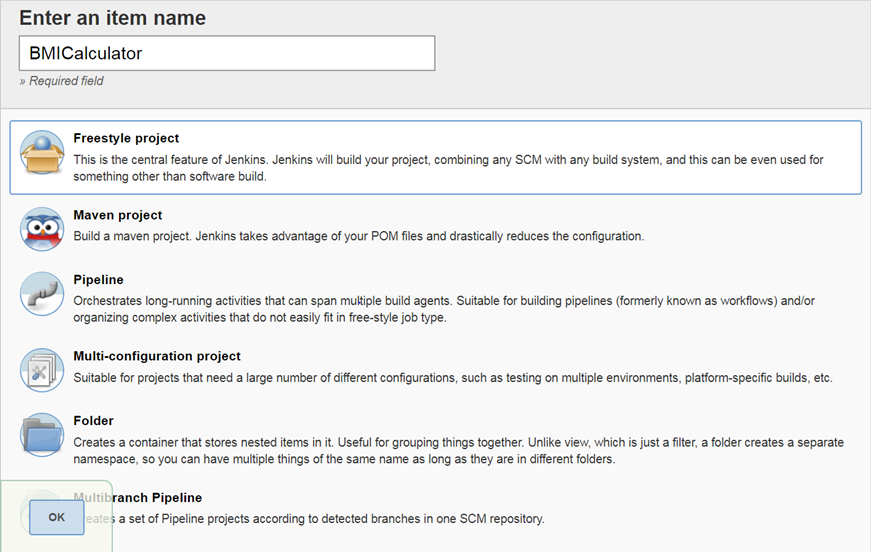 Enter an item name
BMICalculator
» Required field
Freestyle project
This is the central feature of Jenkins. Jenkins will build your project, combining any SCM with any build system, and this can be even used for
something other than software build.
Maven project
Build a maven project. Jenkins takes advantage of your POM files and drastically reduces the configuration.
Pipeline
Orchestrates long-running activities that can span multiple build agents. Suitable for building pipelines (formerly known as workflows) and/or
organizing complex activities that do not easily fit in free-style job type.
Multi-configuration project
Suitable for projects that need a large number of different configurations, such as testing on multiple environments, platform-specific builds, etc.
Folder
Creates a container that stores nested items in it. Useful for grouping things together. Unlike view, which is just a filter, a folder creates a separate
namespace, so you can have multiple things of the same name as long as they are in different folders.
Multibranch Pipeline
Creates a set of Pipeline projects according to detected branches in one SCM repository.
OK